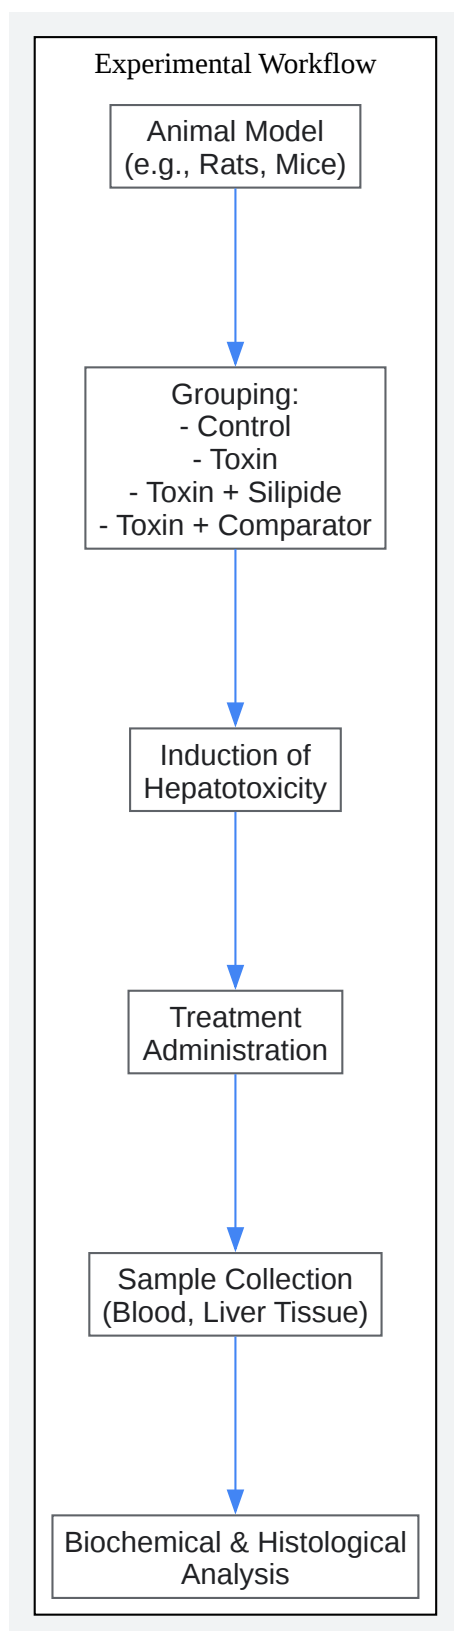 Experimental Workflow
Animal Model
(e.g., Rats, Mice)
Grouping:
- Control
- Toxin
- Toxin + Silipide
- Toxin + Comparator
Induction of
Hepatotoxicity
Treatment
Administration
Sample Collection
(Blood, Liver Tissue)
Biochemical & Histological
Analysis